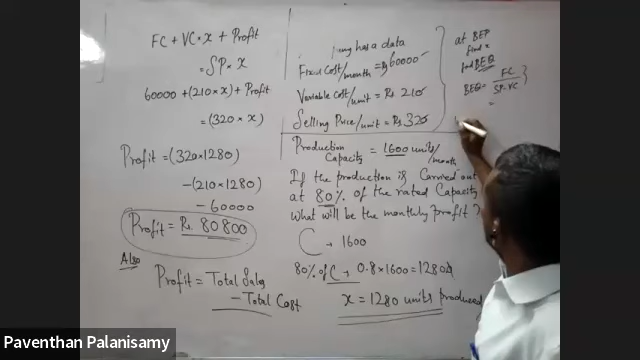 FC + VC × x + Profit
= SP × x
60000 + (210 × x) + Profit
= (320 × x)
Profit = (320 × 1280)
- (210 × 1280)
- 60000
Profit = Rs. 80800
Also
Profit = Total Sales
- Total Cost
has a data
Fixed Cost/month = Rs 60000
Variable Cost/unit = Rs. 210
Selling Price/unit = Rs. 320
Production Capacity = 1600 units/month
If the production is Carried out
at 80% of the rated Capacity
What will be the monthly profit?
C → 1600
80% of C → 0.8 × 1600 = 1280
x = 1280 units produced
at BEP
find x
find BEQ
BEQ = FC
SP-VC
=
Paventhan Palanisamy